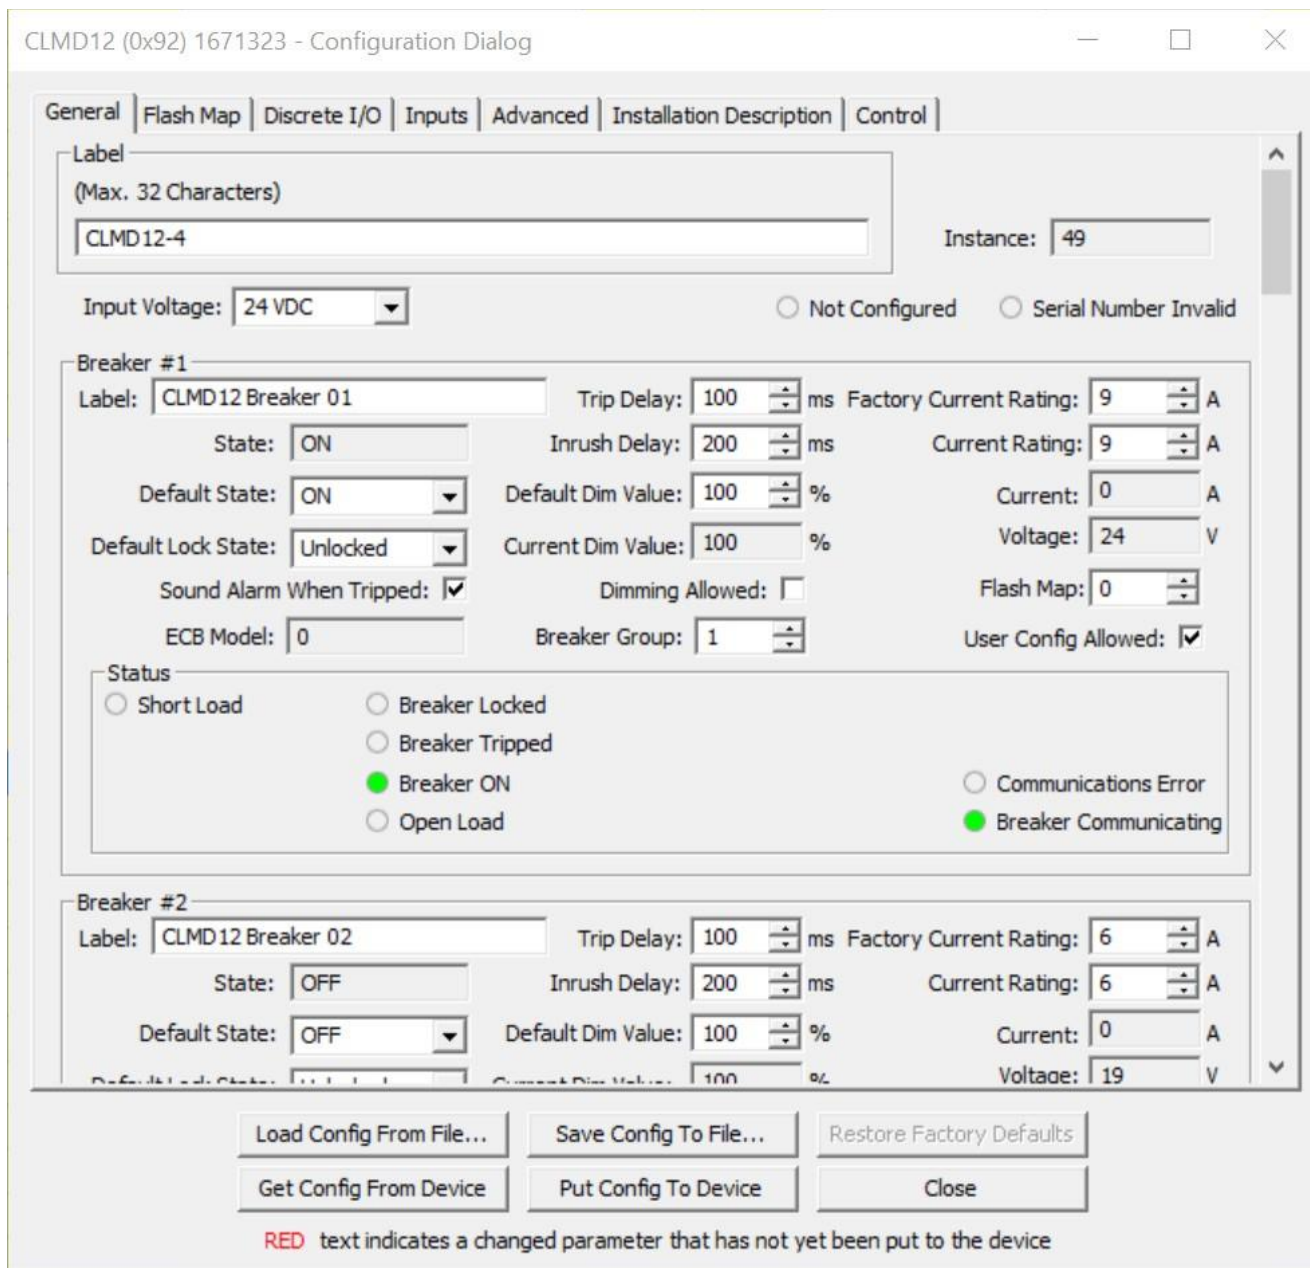 CLMD12 (0x92) 1671323 - Configuration Dialog
General Flash Map Discrete I/O Inputs Advanced Installation Description Control
Label
(Max. 32 Characters)
CLMD12-4 Instance: 49
Input Voltage: 24 VDC Not Configured Serial Number Invalid
Breaker #1
Label: CLMD12 Breaker 01 Trip Delay: 100 ms Factory Current Rating: 9 A
State: ON Inrush Delay: 200 ms Current Rating: 9 A
Default State: ON Default Dim Value: 100 % Current: 0 A
Default Lock State: Unlocked Current Dim Value: 100 % Voltage: 24 V
Sound Alarm When Tripped: Dimming Allowed: Flash Map: 0
ECB Model: 0 Breaker Group: 1 User Config Allowed:
Status
Short Load Breaker Locked
Breaker Tripped
Breaker ON Communications Error
Open Load Breaker Communicating
Breaker #2
Label: CLMD12 Breaker 02 Trip Delay: 100 ms Factory Current Rating: 6 A
State: OFF Inrush Delay: 200 ms Current Rating: 6 A
Default State: OFF Default Dim Value: 100 % Current: 0 A
Default Lock State: Unlocked Current Dim Value: 100 % Voltage: 19 V
Load Config From File... Save Config To File... Restore Factory Defaults
Get Config From Device Put Config To Device Close
RED text indicates a changed parameter that has not yet been put to the device